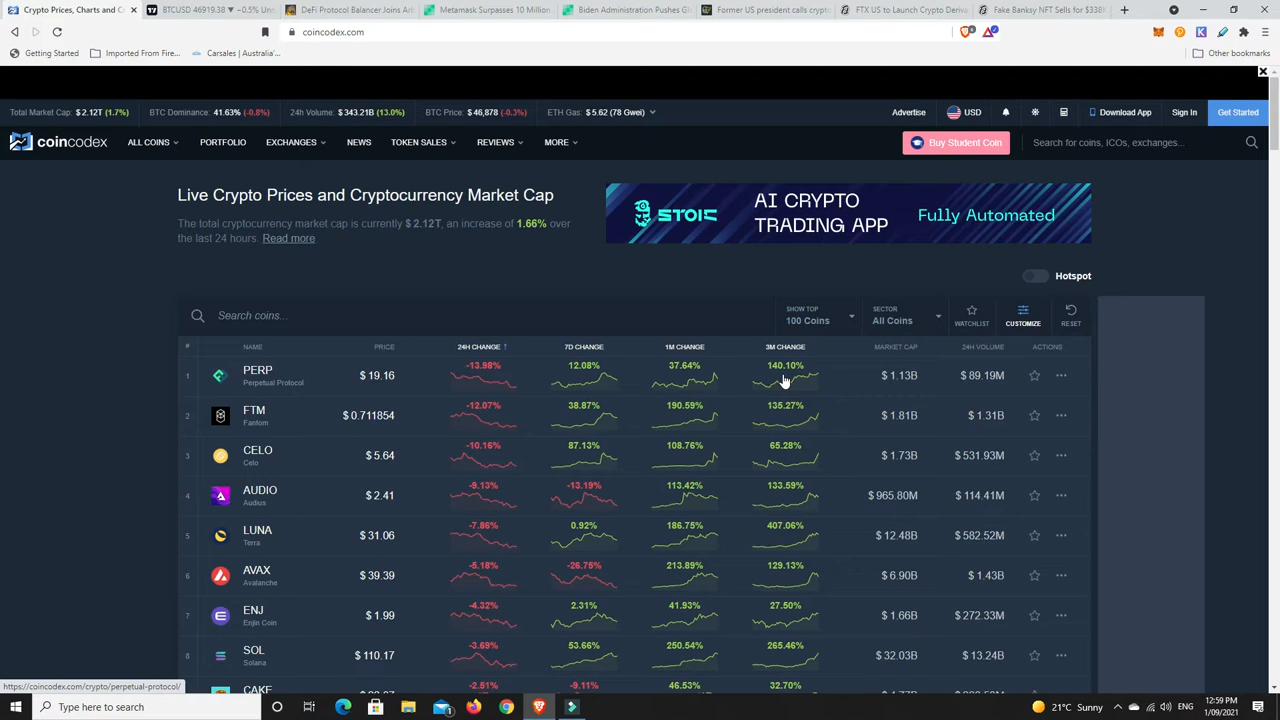 Crypto Prices, Charts and Cr
BTCUSD 46919.38 ▼ −0.5% Uns
DeFi Protocol Balancer Joins Arb
Metamask Surpasses 10 Million
Biden Administration Pushes Gl
Former US president calls crypto
FTX US to Launch Crypto Deriva
Fake Banksy NFT Sells for $338K
coincodex.com
Getting Started
Imported From Fire...
Carsales | Australia'...
Other bookmarks
Total Market Cap: $ 2.12T (1.7%)
BTC Dominance: 41.63% (-0.8%)
24h Volume: $ 343.21B (13.0%)
BTC Price: $ 46,878 (-0.3%)
ETH Gas: $ 5.62 (78 Gwei)
Advertise
USD
Download App
Sign In
Get Started
coincodex
ALL COINS
PORTFOLIO
EXCHANGES
NEWS
TOKEN SALES
REVIEWS
MORE
Buy Student Coin
Search for coins, ICOs, exchanges...
Live Crypto Prices and Cryptocurrency Market Cap
The total cryptocurrency market cap is currently $ 2.12T, an increase of 1.66% over
the last 24 hours. Read more
STOIC
AI CRYPTO
TRADING APP
Fully Automated
Hotspot
Search coins...
SHOW TOP
100 Coins
SECTOR
All Coins
WATCHLIST
CUSTOMIZE
RESET
# NAME PRICE 24H CHANGE ↑ 7D CHANGE 1M CHANGE 3M CHANGE MARKET CAP 24H VOLUME ACTIONS
1 PERP Perpetual Protocol $ 19.16 -13.98% 12.08% 37.64% 140.10% $ 1.13B $ 89.19M
2 FTM Fantom $ 0.711854 -12.07% 38.87% 190.59% 135.27% $ 1.81B $ 1.31B
3 CELO Celo $ 5.64 -10.16% 87.13% 108.76% 65.28% $ 1.73B $ 531.93M
4 AUDIO Audius $ 2.41 -9.13% -13.19% 113.42% 133.59% $ 965.80M $ 114.41M
5 LUNA Terra $ 31.06 -7.86% 0.92% 186.75% 407.06% $ 12.48B $ 582.52M
6 AVAX Avalanche $ 39.39 -5.18% -26.75% 213.89% 129.13% $ 6.90B $ 1.43B
7 ENJ Enjin Coin $ 1.99 -4.32% 2.31% 41.93% 27.50% $ 1.66B $ 272.33M
8 SOL Solana $ 110.17 -3.69% 53.66% 250.54% 265.46% $ 32.03B $ 13.24B
CAKE -2.51% -9.11% 46.53% 32.70%
https://coincodex.com/crypto/perpetual-protocol/
Type here to search
21°C Sunny
ENG
12:59 PM
1/09/2021